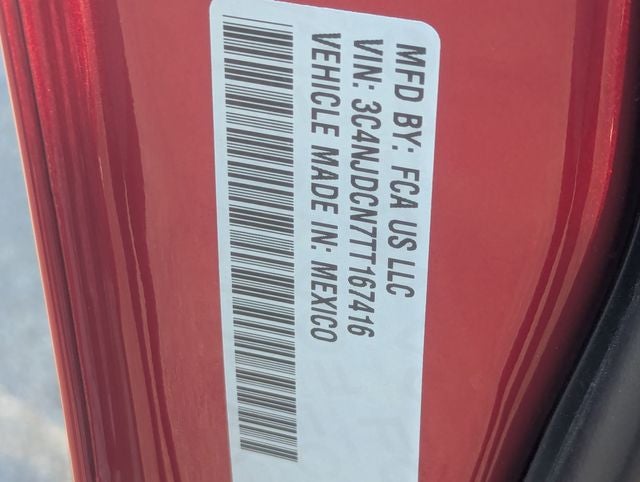 MFD BY: FCA US LLC
VIN: 3C4NJDCN7TT167416
VEHICLE MADE IN: MEXICO